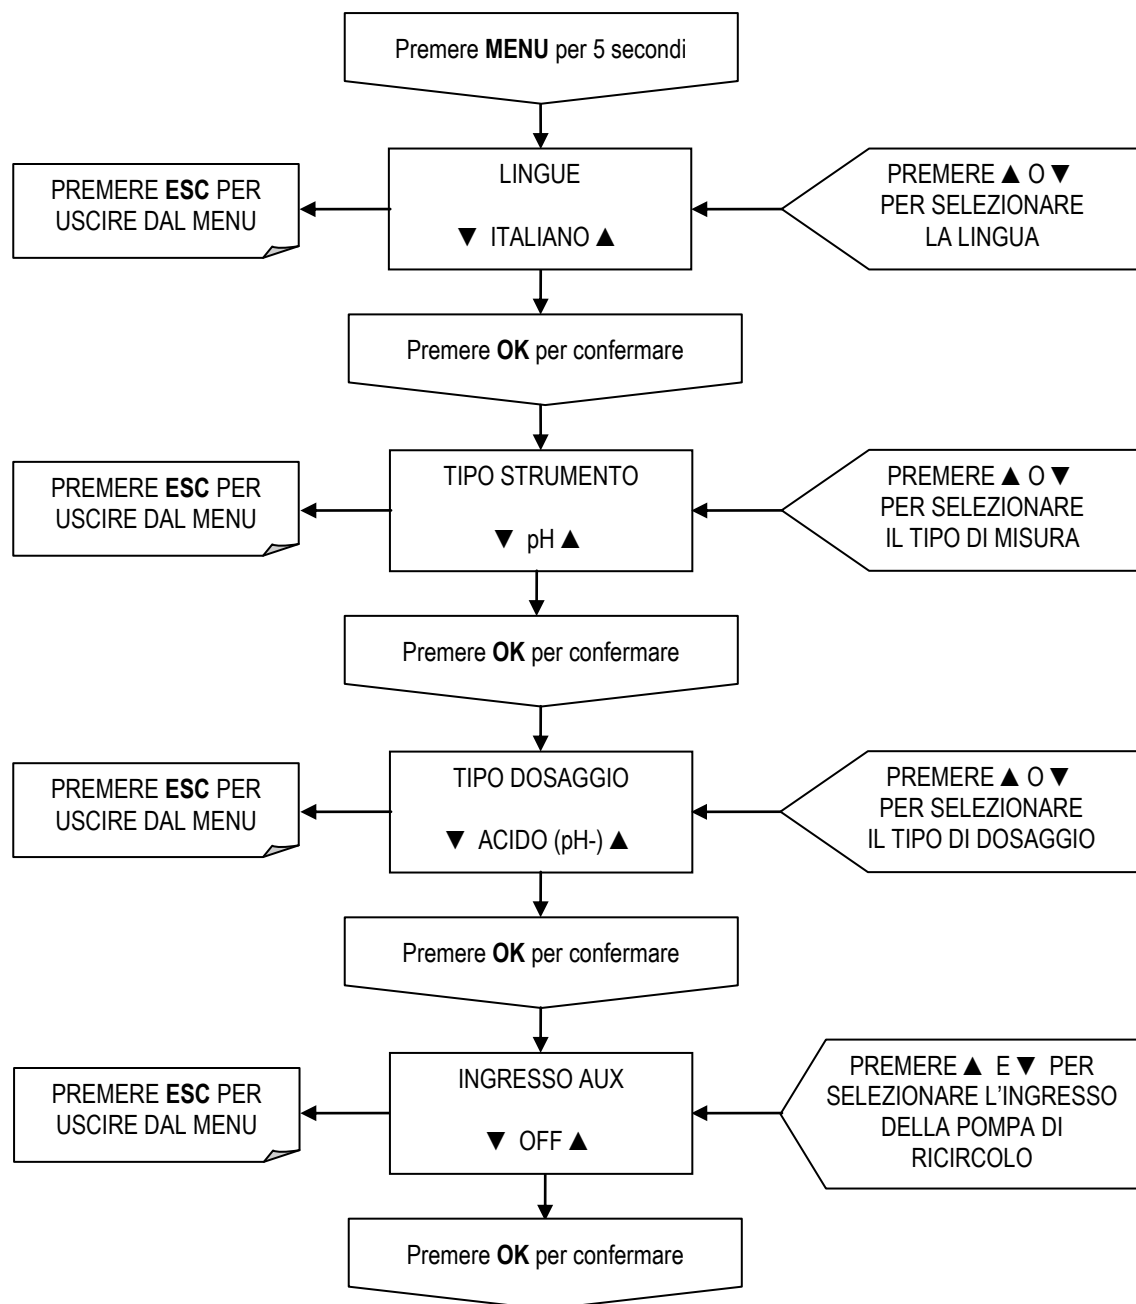 Premere MENU per 5 secondi
PREMERE ESC PER
USCIRE DAL MENU
LINGUE
▼ ITALIANO ▲
PREMERE ▲ O ▼
PER SELEZIONARE
LA LINGUA
Premere OK per confermare
PREMERE ESC PER
USCIRE DAL MENU
TIPO STRUMENTO
▼ pH ▲
PREMERE ▲ O ▼
PER SELEZIONARE
IL TIPO DI MISURA
Premere OK per confermare
PREMERE ESC PER
USCIRE DAL MENU
TIPO DOSAGGIO
▼ ACIDO (pH-) ▲
PREMERE ▲ O ▼
PER SELEZIONARE
IL TIPO DI DOSAGGIO
Premere OK per confermare
PREMERE ESC PER
USCIRE DAL MENU
INGRESSO AUX
▼ OFF ▲
PREMERE ▲ E ▼ PER
SELEZIONARE L'INGRESSO
DELLA POMPA DI
RICIRCOLO
Premere OK per confermare